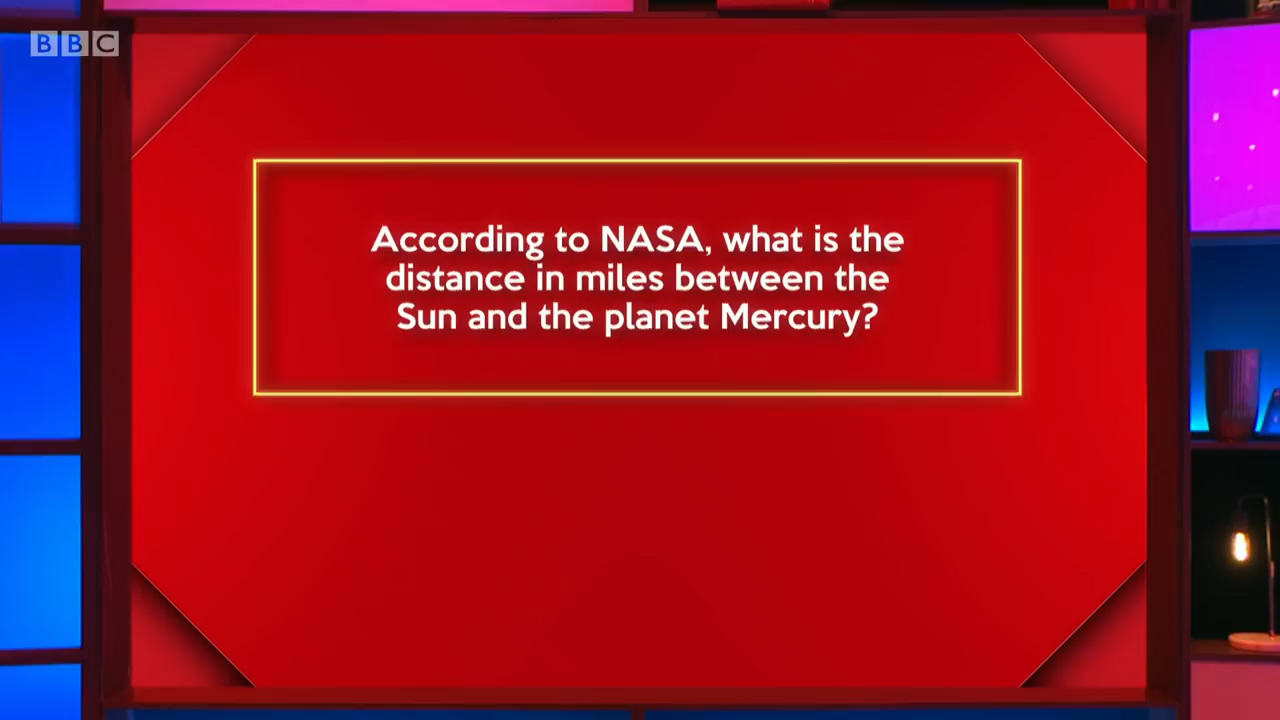 BBC
According to NASA, what is the
distance in miles between the
Sun and the planet Mercury?